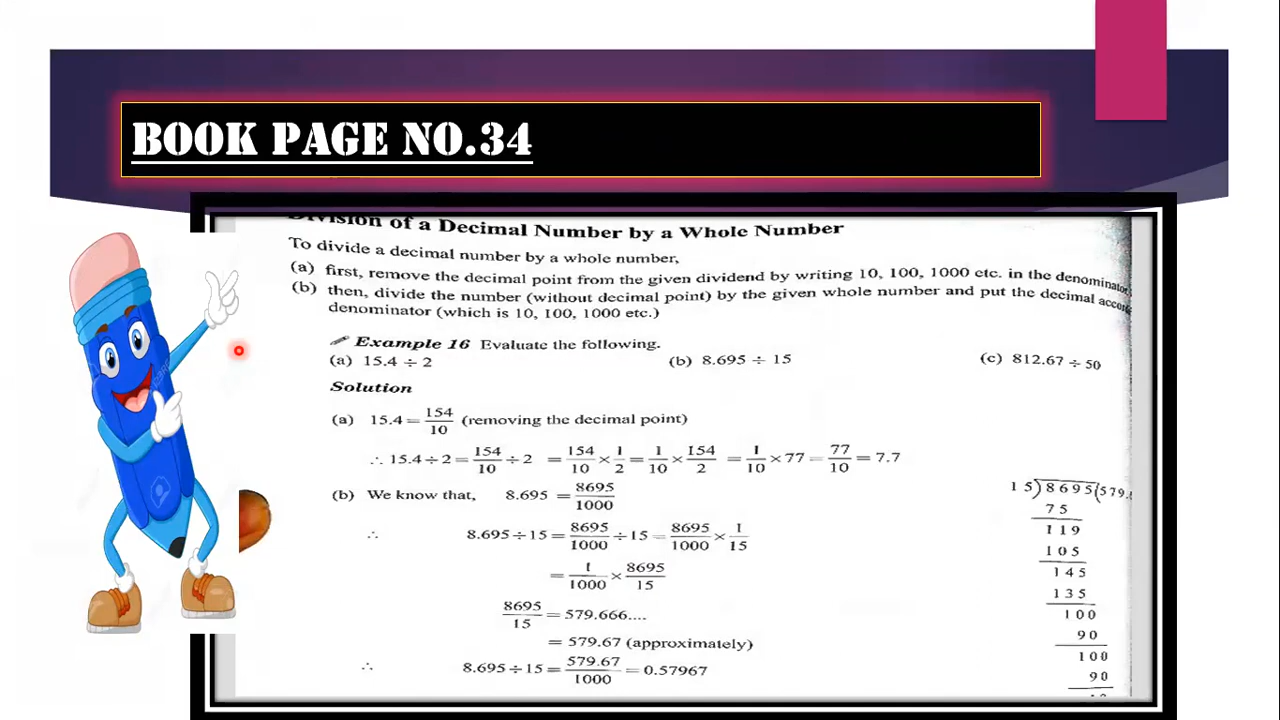 BOOK PAGE NO.34
Division of a Decimal Number by a Whole Number
To divide a decimal number by a whole number,
(a) first, remove the decimal point from the given dividend by writing 10, 100, 1000 etc. in the denominator,
(b) then, divide the number (without decimal point) by the given whole number and put the decimal
denominator (which is 10, 100, 1000 etc.)
Example 16 Evaluate the following.
(a) 15.4 ÷ 2 (b) 8.695 ÷ 15 (c) 812.67 ÷ 50
Solution
(a) 15.4 = 154/10 (removing the decimal point)
∴ 15.4 ÷ 2 = 154/10 ÷ 2 = 154/10 × 1/2 = 1/10 × 154/2 = 1/10 × 77 = 77/10 = 7.7
(b) We know that, 8.695 = 8695/1000
∴ 8.695 ÷ 15 = 8695/1000 ÷ 15 = 8695/1000 × 1/15
= 1/1000 × 8695/15
8695/15 = 579.666....
= 579.67 (approximately)
∴ 8.695 ÷ 15 = 579.67/1000 = 0.57967
15)8695(579.
75
119
105
145
135
100
90
100
90